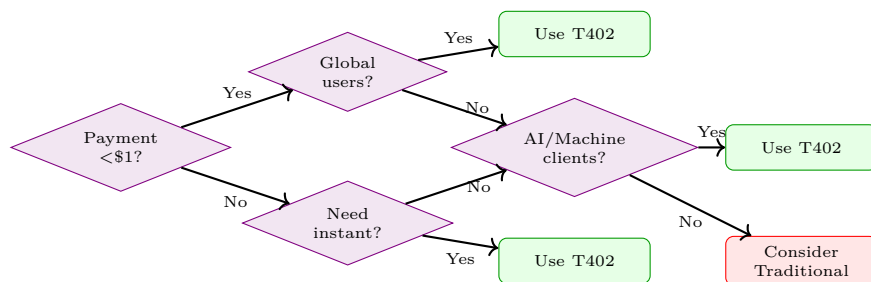 Payment
<$1?
Yes
No
Global
users?
Yes
No
Use T402
Need
instant?
No
Yes
Use T402
AI/Machine
clients?
Yes
No
Use T402
Consider
Traditional